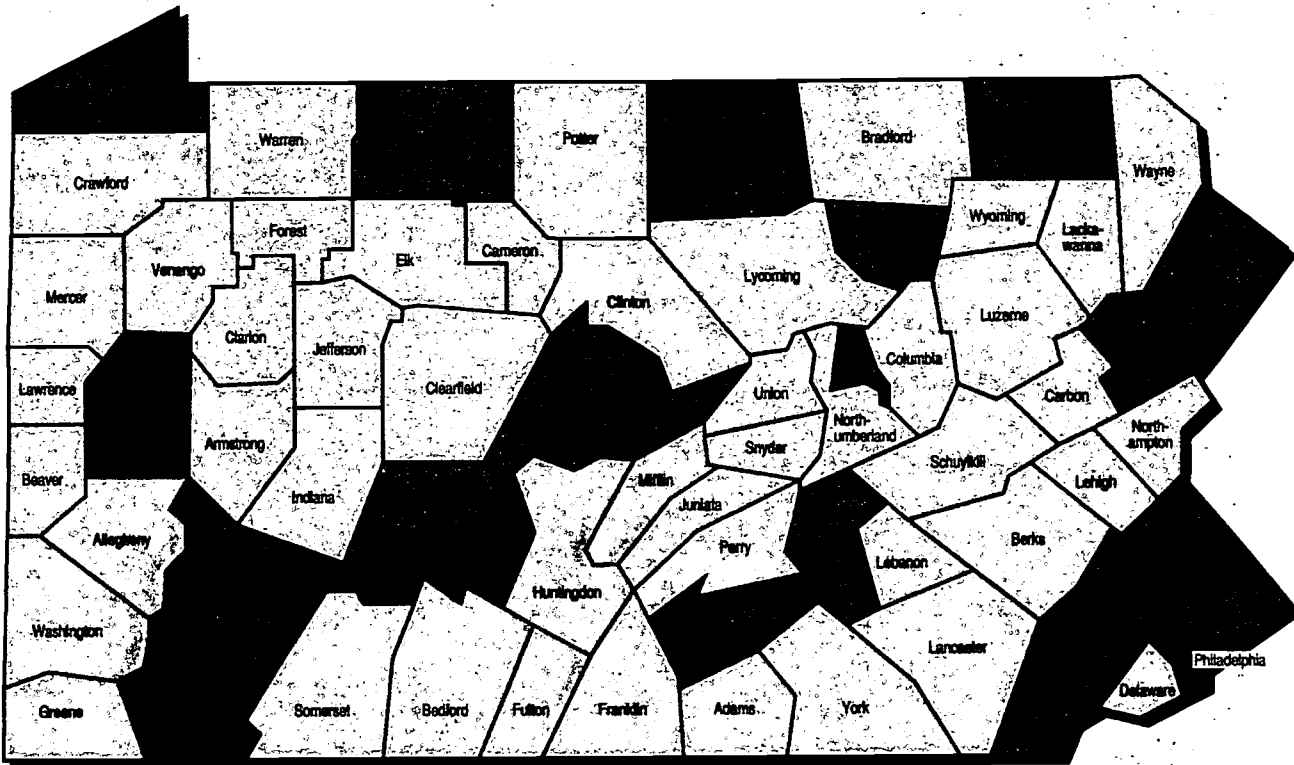 Warren
Potter
Bradford
Crawford
Wayne
Forest
Wyoming
Lacka-
wanna
Venango
Elk
Cameron
Mercer
Clinton
Lycoming
Clarion
Jefferson
Luzerne
Columbia
Lawrence
Clearfield
Union
Carbon
Armstrong
North-
umberland
North-
ampton
Snyder
Schuylkill
Beaver
Indiana
Mifflin
Lehigh
Juniata
Allegheny
Perry
Berks
Lebanon
Huntingdon
Washington
Lancaster
Philadelphia
Delaware
Greene
Somerset
Bedford
Fulton
Franklin
Adams
York